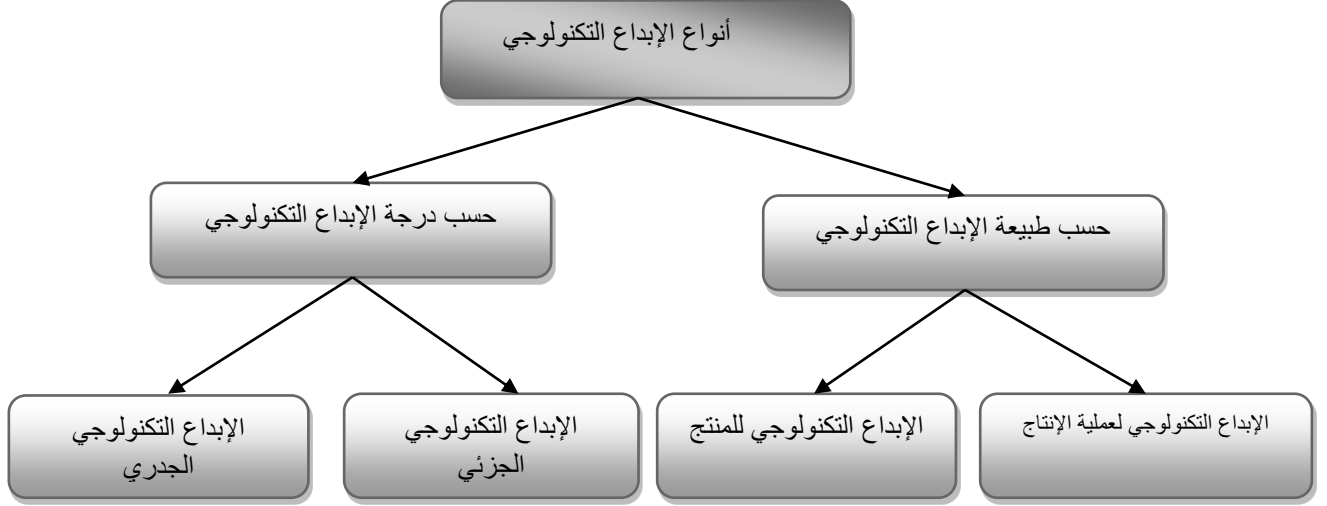 أنواع الإبداع التكنولوجي
حسب طبيعة الإبداع التكنولوجي
حسب درجة الإبداع التكنولوجي
الإبداع التكنولوجي لعملية الإنتاج
الإبداع التكنولوجي للمنتج
الإبداع التكنولوجي
الجزئي
الإبداع التكنولوجي
الجدري